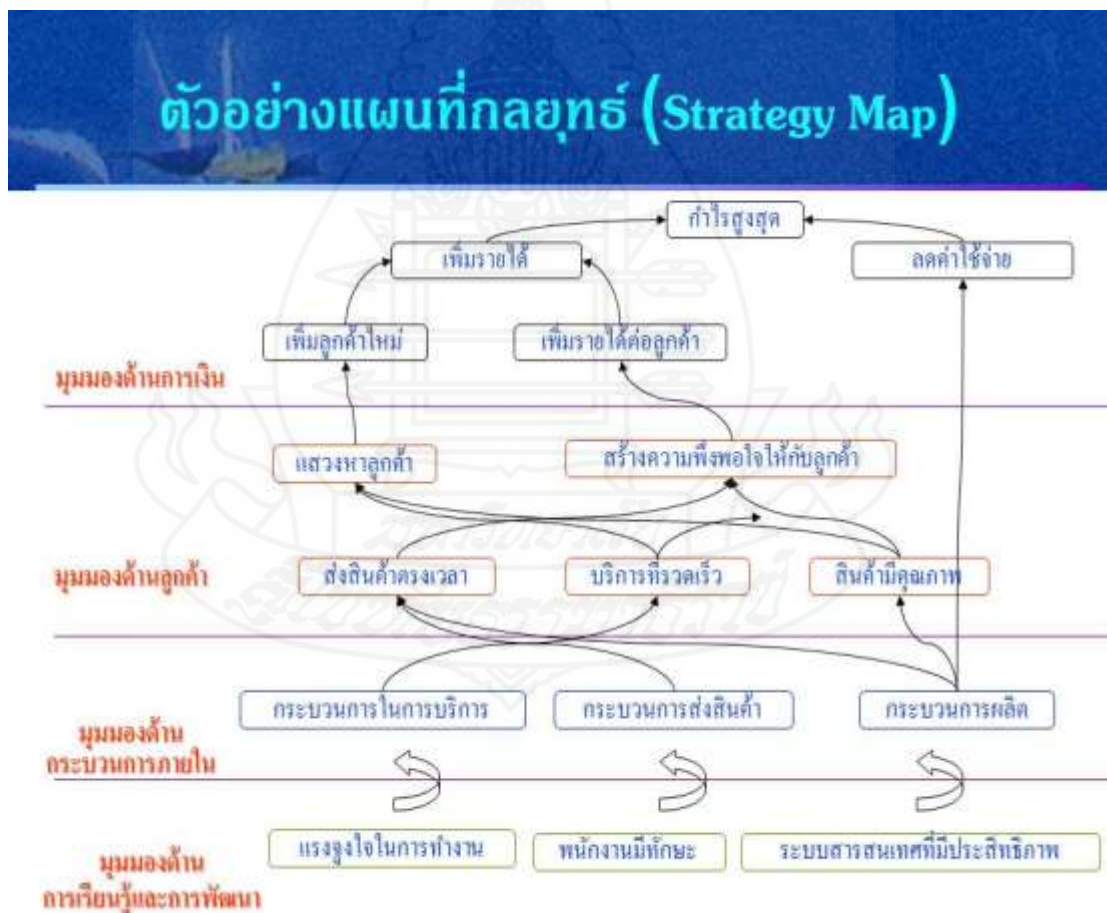 ตัวอย่างแผนที่กลยุทธ์ (Strategy Map)
กำไรสูงสุด
เพิ่มรายได้
ลดค่าใช้จ่าย
เพิ่มลูกค้าใหม่
เพิ่มรายได้ต่อลูกค้า
มุมมองด้านการเงิน
แสวงหาลูกค้า
สร้างความพึงพอใจให้กับลูกค้า
มุมมองด้านลูกค้า
ส่งสินค้าตรงเวลา
บริการที่รวดเร็ว
สินค้ามีคุณภาพ
กระบวนการในการบริการ
กระบวนการส่งสินค้า
กระบวนการผลิต
มุมมองด้าน
กระบวนการภายใน
แรงจูงใจในการทำงาน
พนักงานมีทักษะ
ระบบสารสนเทศที่มีประสิทธิภาพ
มุมมองด้าน
การเรียนรู้และการพัฒนา